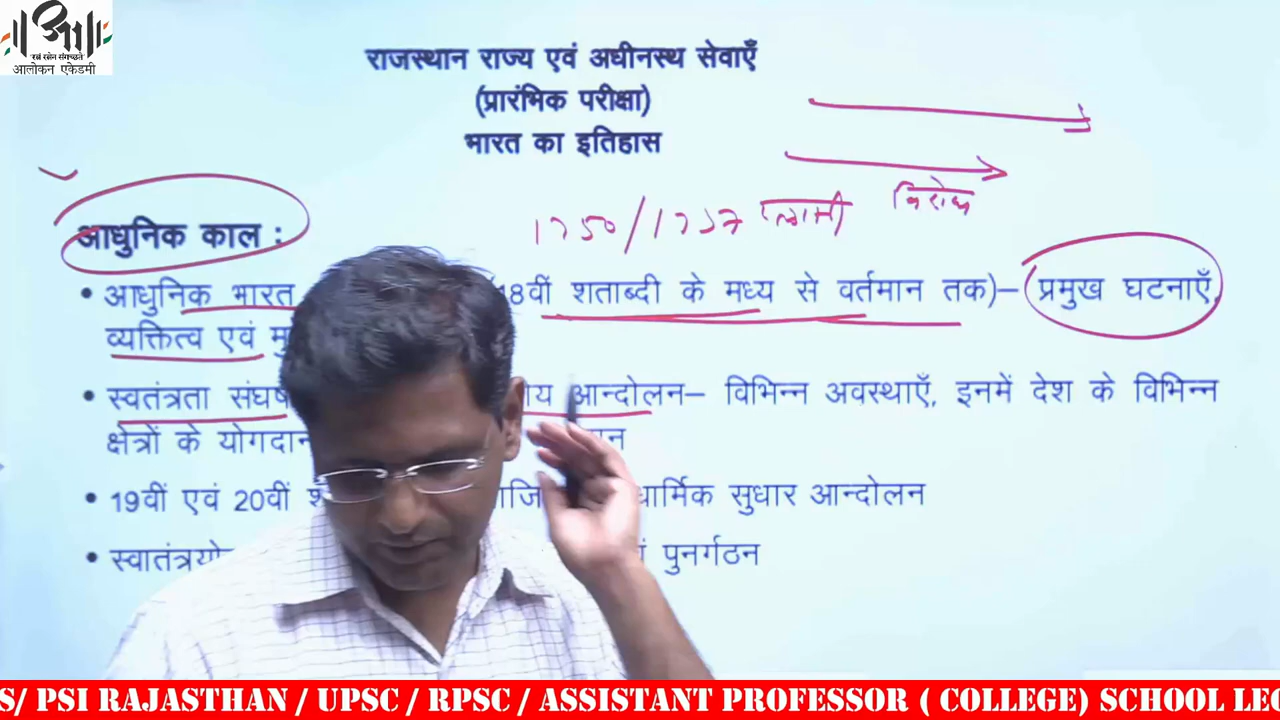 आलोकन एकेडमी
राजस्थान राज्य एवं अधीनस्थ सेवाएँ
(प्रारंभिक परीक्षा)
भारत का इतिहास
विरोध
1750/1757 प्लासी
आधुनिक काल :
• आधुनिक भारत 18वीं शताब्दी के मध्य से वर्तमान तक)– प्रमुख घटनाएँ,
व्यक्तित्व एवं मु
• स्वतंत्रता संघर्ष य आन्दोलन– विभिन्न अवस्थाएँ, इनमें देश के विभिन्न
क्षेत्रों के योगदान
• 19वीं एवं 20वीं श ाजि धार्मिक सुधार आन्दोलन
• स्वातंत्रयो पुनर्गठन
S/ PSI RAJASTHAN / UPSC / RPSC / ASSISTANT PROFESSOR ( COLLEGE) SCHOOL LEC